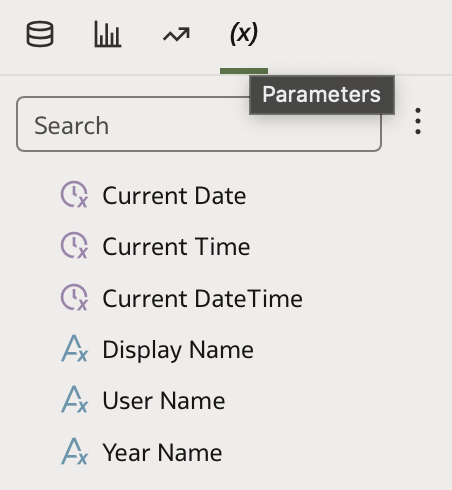 (x)
Parameters
Search
Current Date
Current Time
Current DateTime
Display Name
User Name
Year Name